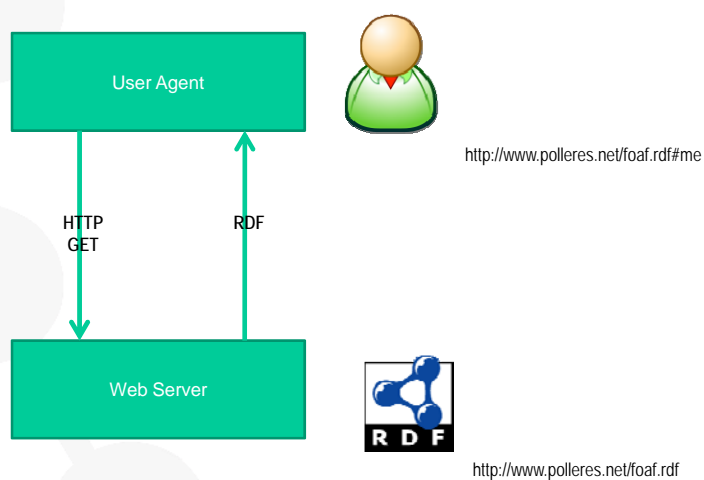 User Agent
http://www.polleres.net/foaf.rdf#me
HTTP
GET
RDF
Web Server
RDF
http://www.polleres.net/foaf.rdf